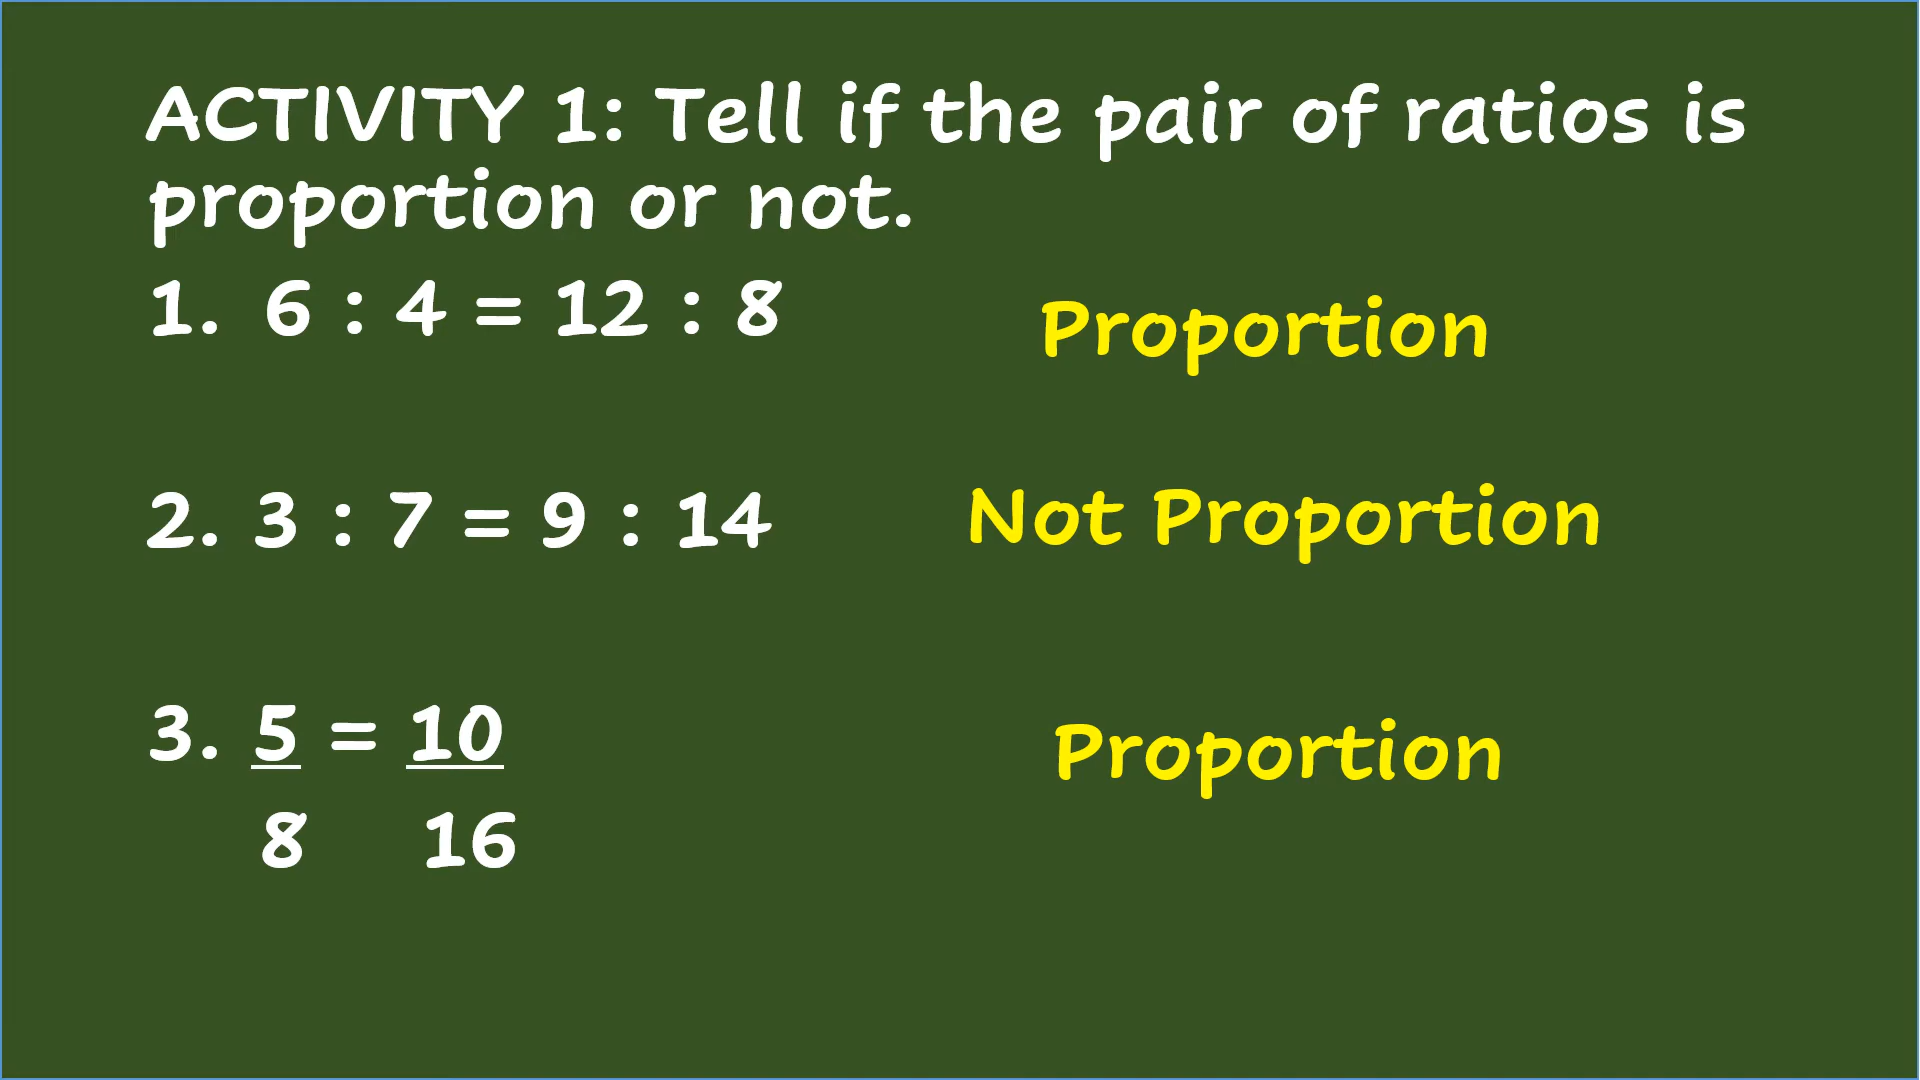 ACTIVITY 1: Tell if the pair of ratios is
proportion or not.
1. 6 : 4 = 12 : 8
Proportion
2. 3 : 7 = 9 : 14
Not Proportion
3. 5 = 10
8 16
Proportion